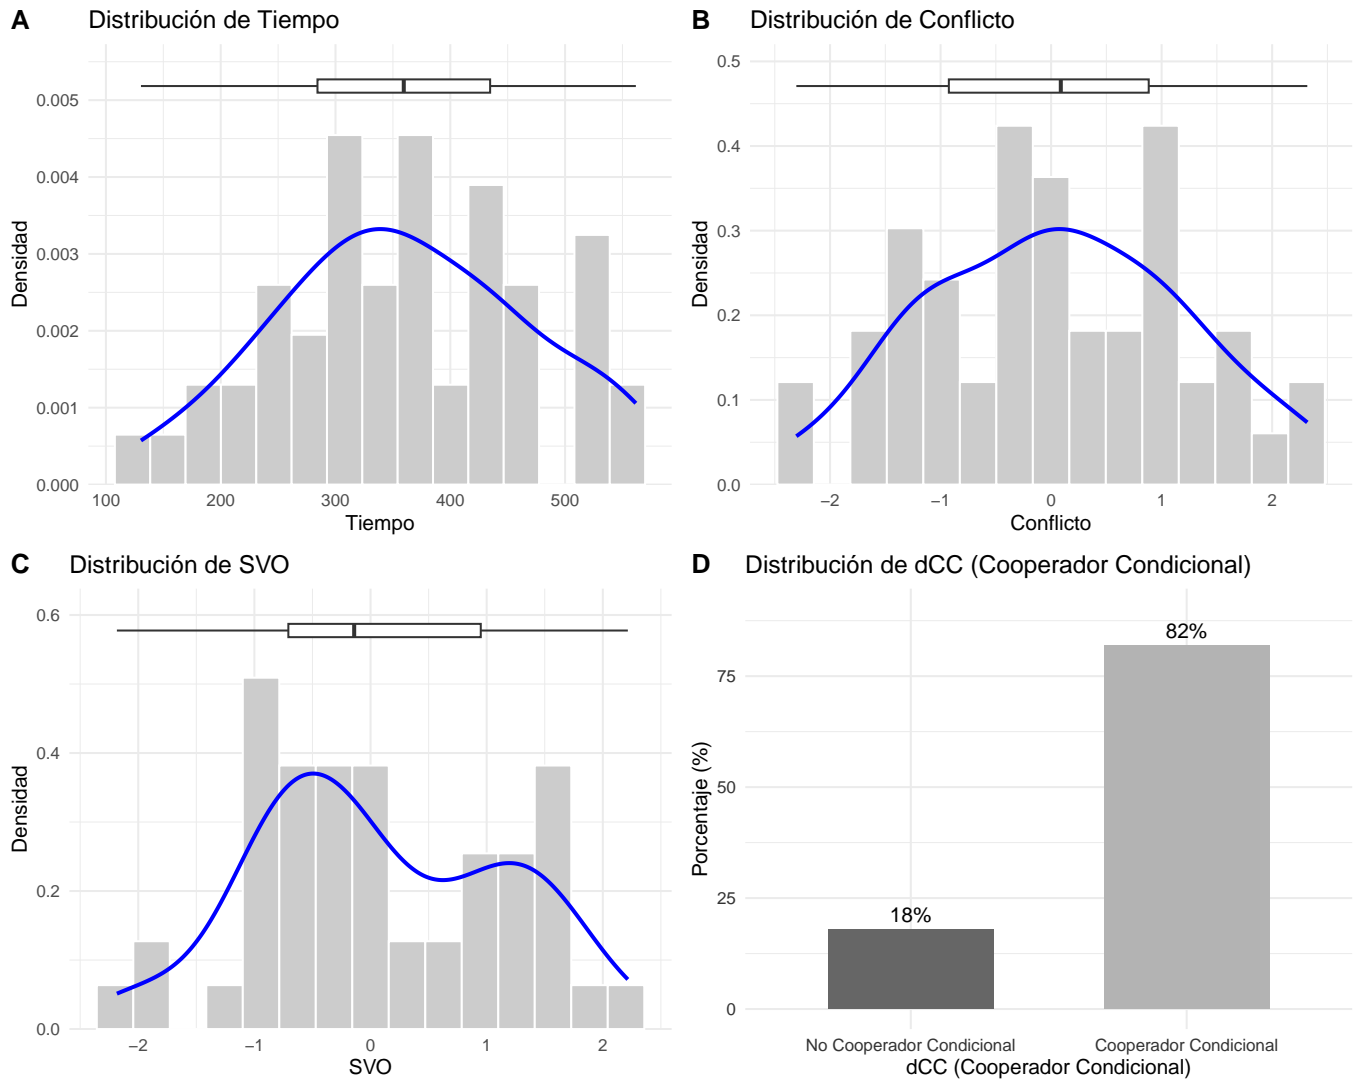 A Distribución de Tiempo
Densidad
0.005
0.004
0.003
0.002
0.001
0.000
100 200 300 400 500
Tiempo
B Distribución de Conflicto
Densidad
0.5
0.4
0.3
0.2
0.1
0.0
−2 −1 0 1 2
Conflicto
C Distribución de SVO
Densidad
0.6
0.4
0.2
0.0
−2 −1 0 1 2
SVO
D Distribución de dCC (Cooperador Condicional)
Porcentaje (%)
75
50
25
0
82%
18%
No Cooperador Condicional Cooperador Condicional
dCC (Cooperador Condicional)